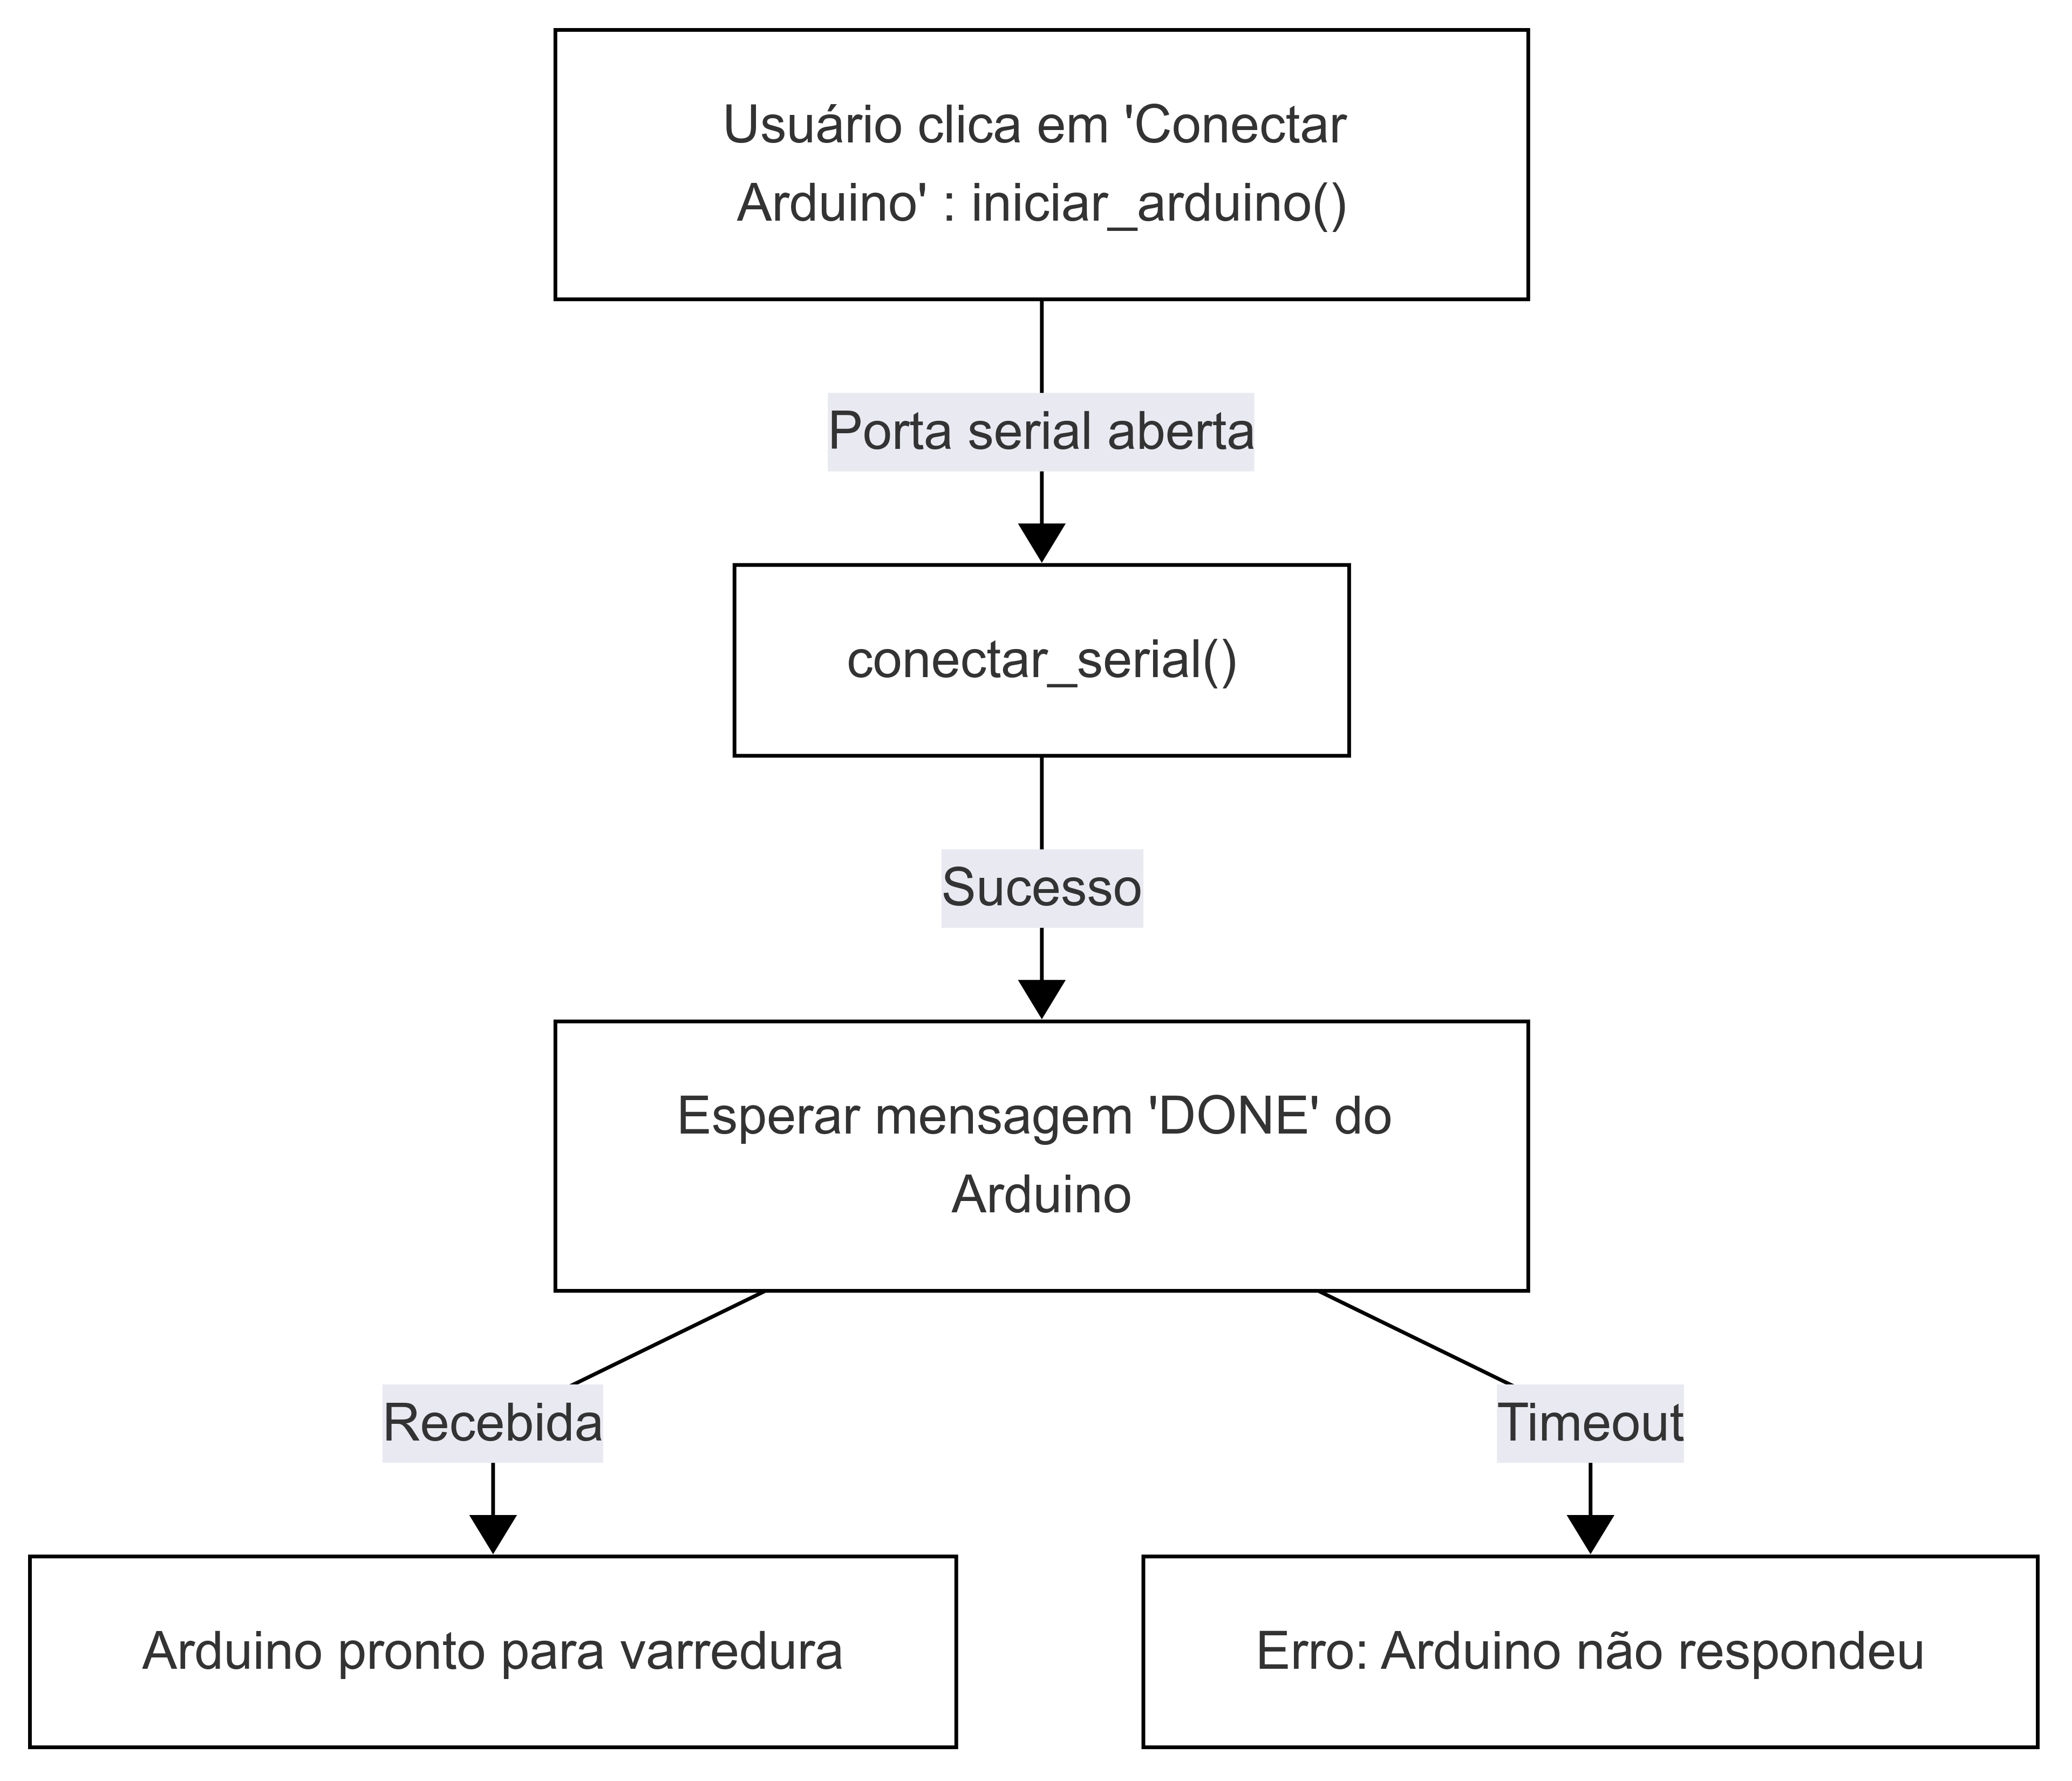 Usuário clica em 'Conectar
Arduino' : iniciar_arduino()
Porta serial aberta
conectar_serial()
Sucesso
Esperar mensagem 'DONE' do
Arduino
Recebida
Timeout
Arduino pronto para varredura
Erro: Arduino não respondeu